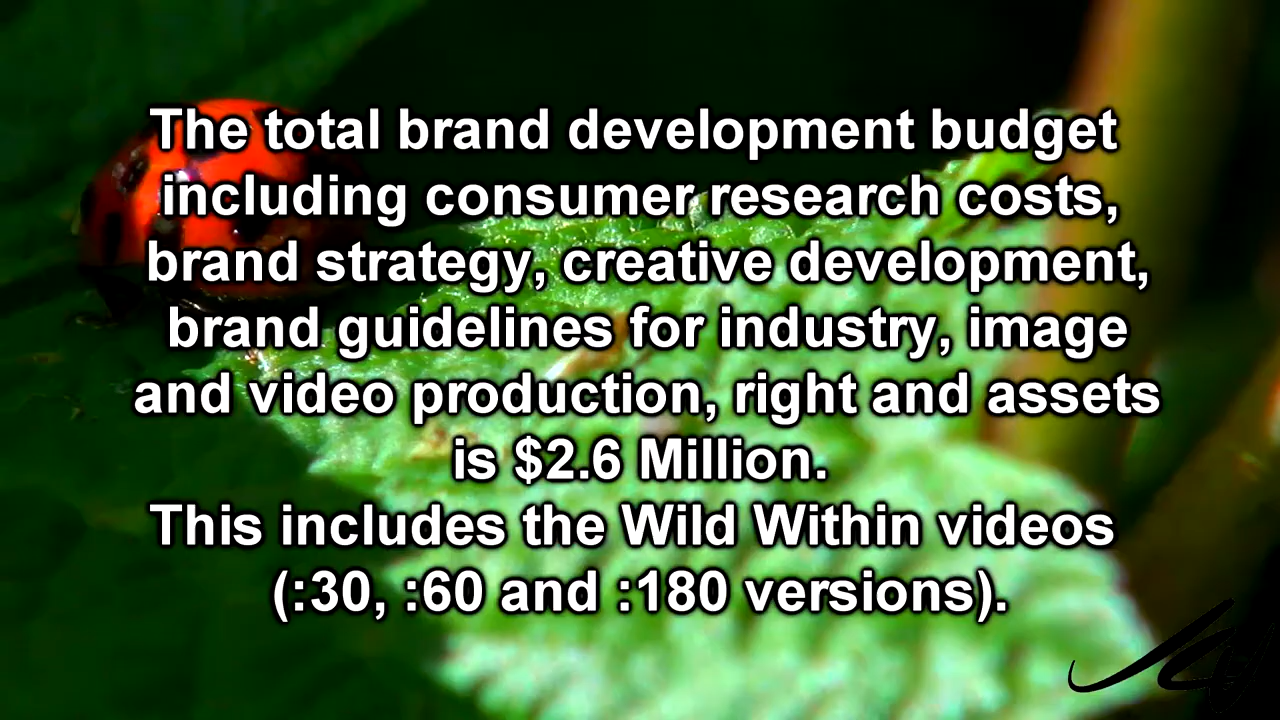 The total brand development budget
including consumer research costs,
brand strategy, creative development,
brand guidelines for industry, image
and video production, right and assets
is $2.6 Million.
This includes the Wild Within videos
(:30, :60 and :180 versions).